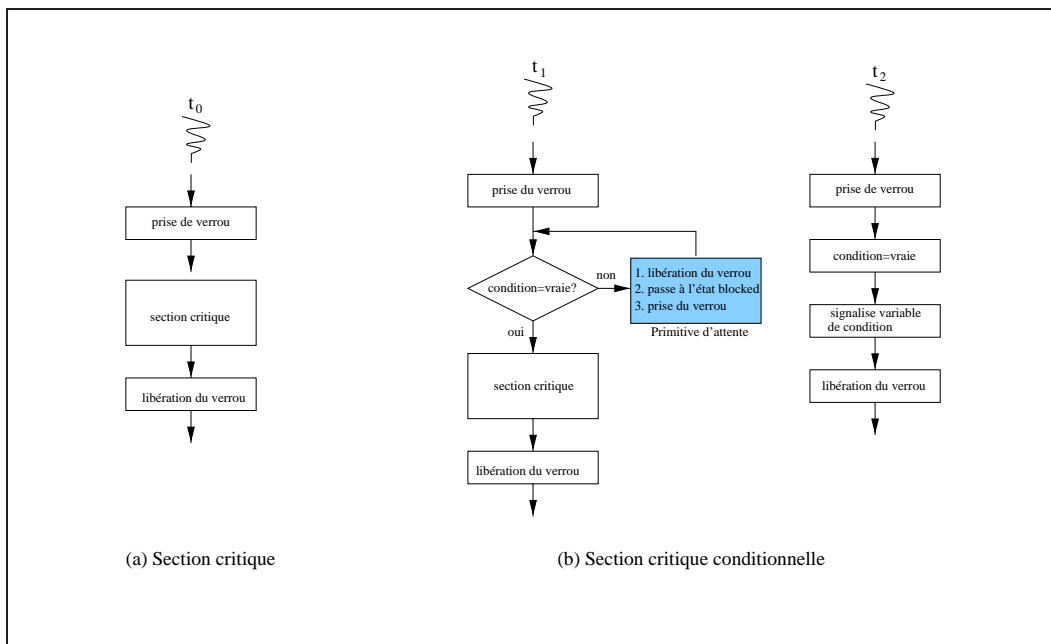 t0
prise de verrou
section critique
libération du verrou
(a) Section critique
t1
prise du verrou
condition=vraie?
non
oui
1. libération du verrou
2. passe à l'état blocked
3. prise du verrou
Primitive d'attente
section critique
libération du verrou
t2
prise de verrou
condition=vraie
signalise variable
de condition
libération du verrou
(b) Section critique conditionnelle